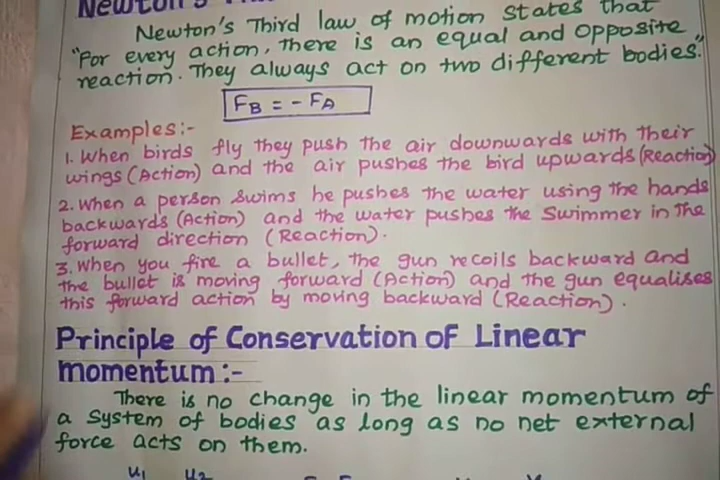 Newton's
Newton's Third law of motion States that
"For every action, there is an equal and opposite
reaction. They always act on two different bodies."
FB = - FA
Examples:-
1. When birds fly they push the air downwards with their
wings (Action) and the air pushes the bird upwards (Reaction)
2. When a person swims he pushes the water using the hands
backwards (Action) and the water pushes the Swimmer in The
forward direction (Reaction).
3. When you fire a bullet, the gun recoils backward and
the bullet is moving forward (Action) and the gun equalises
this forward action by moving backward (Reaction).
Principle of Conservation of Linear
momentum :-
There is no change in the linear momentum of
a system of bodies as long as no net external
force acts on them.
u1 u2